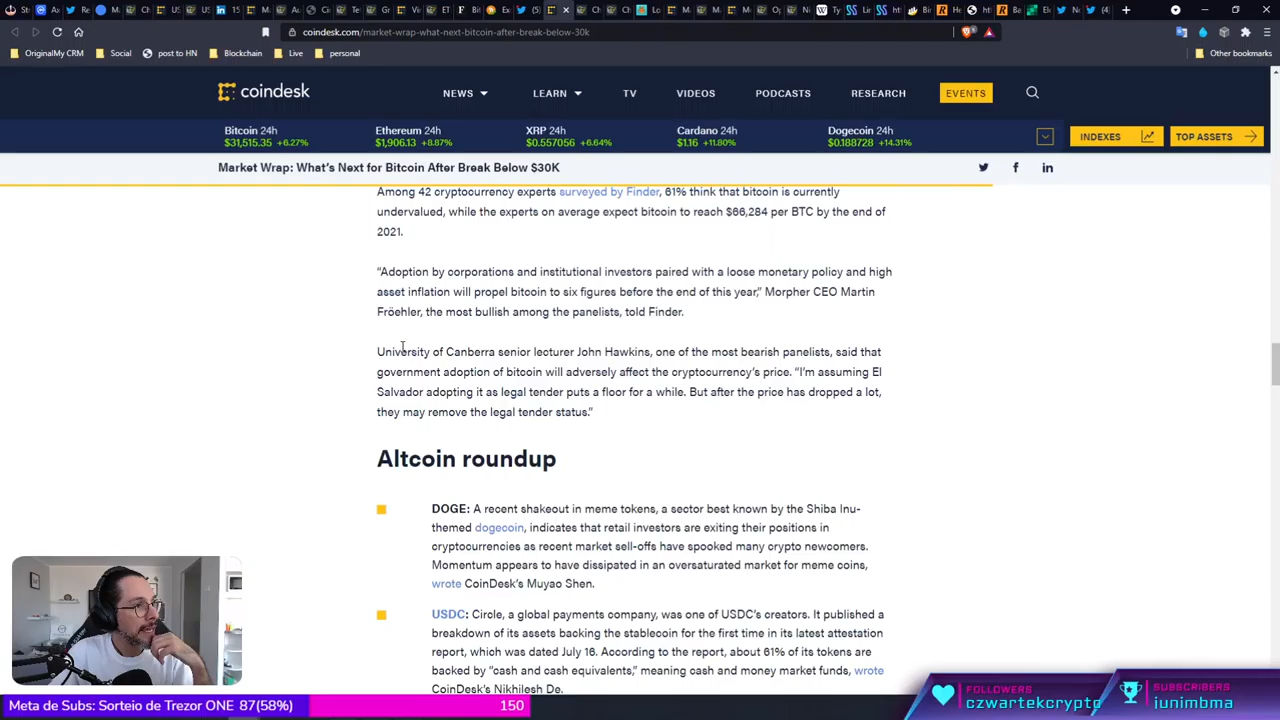 coindesk.com/market-wrap-what-next-bitcoin-after-break-below-30k
OriginalMy CRM
Social
post to HN
Blockchain
Live
personal
Other bookmarks
coindesk
NEWS
LEARN
TV
VIDEOS
PODCASTS
RESEARCH
EVENTS
Bitcoin 24h
$31,515.35 +6.27%
Ethereum 24h
$1,906.13 +8.87%
XRP 24h
$0.557056 +6.64%
Cardano 24h
$1.16 +11.80%
Dogecoin 24h
$0.188728 +14.31%
INDEXES
TOP ASSETS
Market Wrap: What's Next for Bitcoin After Break Below $30K
Among 42 cryptocurrency experts surveyed by Finder, 61% think that bitcoin is currently
undervalued, while the experts on average expect bitcoin to reach $66,284 per BTC by the end of
2021.
“Adoption by corporations and institutional investors paired with a loose monetary policy and high
asset inflation will propel bitcoin to six figures before the end of this year,” Morpher CEO Martin
Fröehler, the most bullish among the panelists, told Finder.
University of Canberra senior lecturer John Hawkins, one of the most bearish panelists, said that
government adoption of bitcoin will adversely affect the cryptocurrency's price. “I'm assuming El
Salvador adopting it as legal tender puts a floor for a while. But after the price has dropped a lot,
they may remove the legal tender status.”
Altcoin roundup
DOGE: A recent shakeout in meme tokens, a sector best known by the Shiba Inu-
themed dogecoin, indicates that retail investors are exiting their positions in
cryptocurrencies as recent market sell-offs have spooked many crypto newcomers.
Momentum appears to have dissipated in an oversaturated market for meme coins,
wrote CoinDesk's Muyao Shen.
USDC: Circle, a global payments company, was one of USDC's creators. It published a
breakdown of its assets backing the stablecoin for the first time in its latest attestation
report, which was dated July 16. According to the report, about 61% of its tokens are
backed by “cash and cash equivalents,” meaning cash and money market funds, wrote
CoinDesk's Nikhilesh De.
Meta de Subs: Sorteio de Trezor ONE 87(58%)
150
FOLLOWERS
czwartekcrypto
SUBSCRIBERS
junimbma